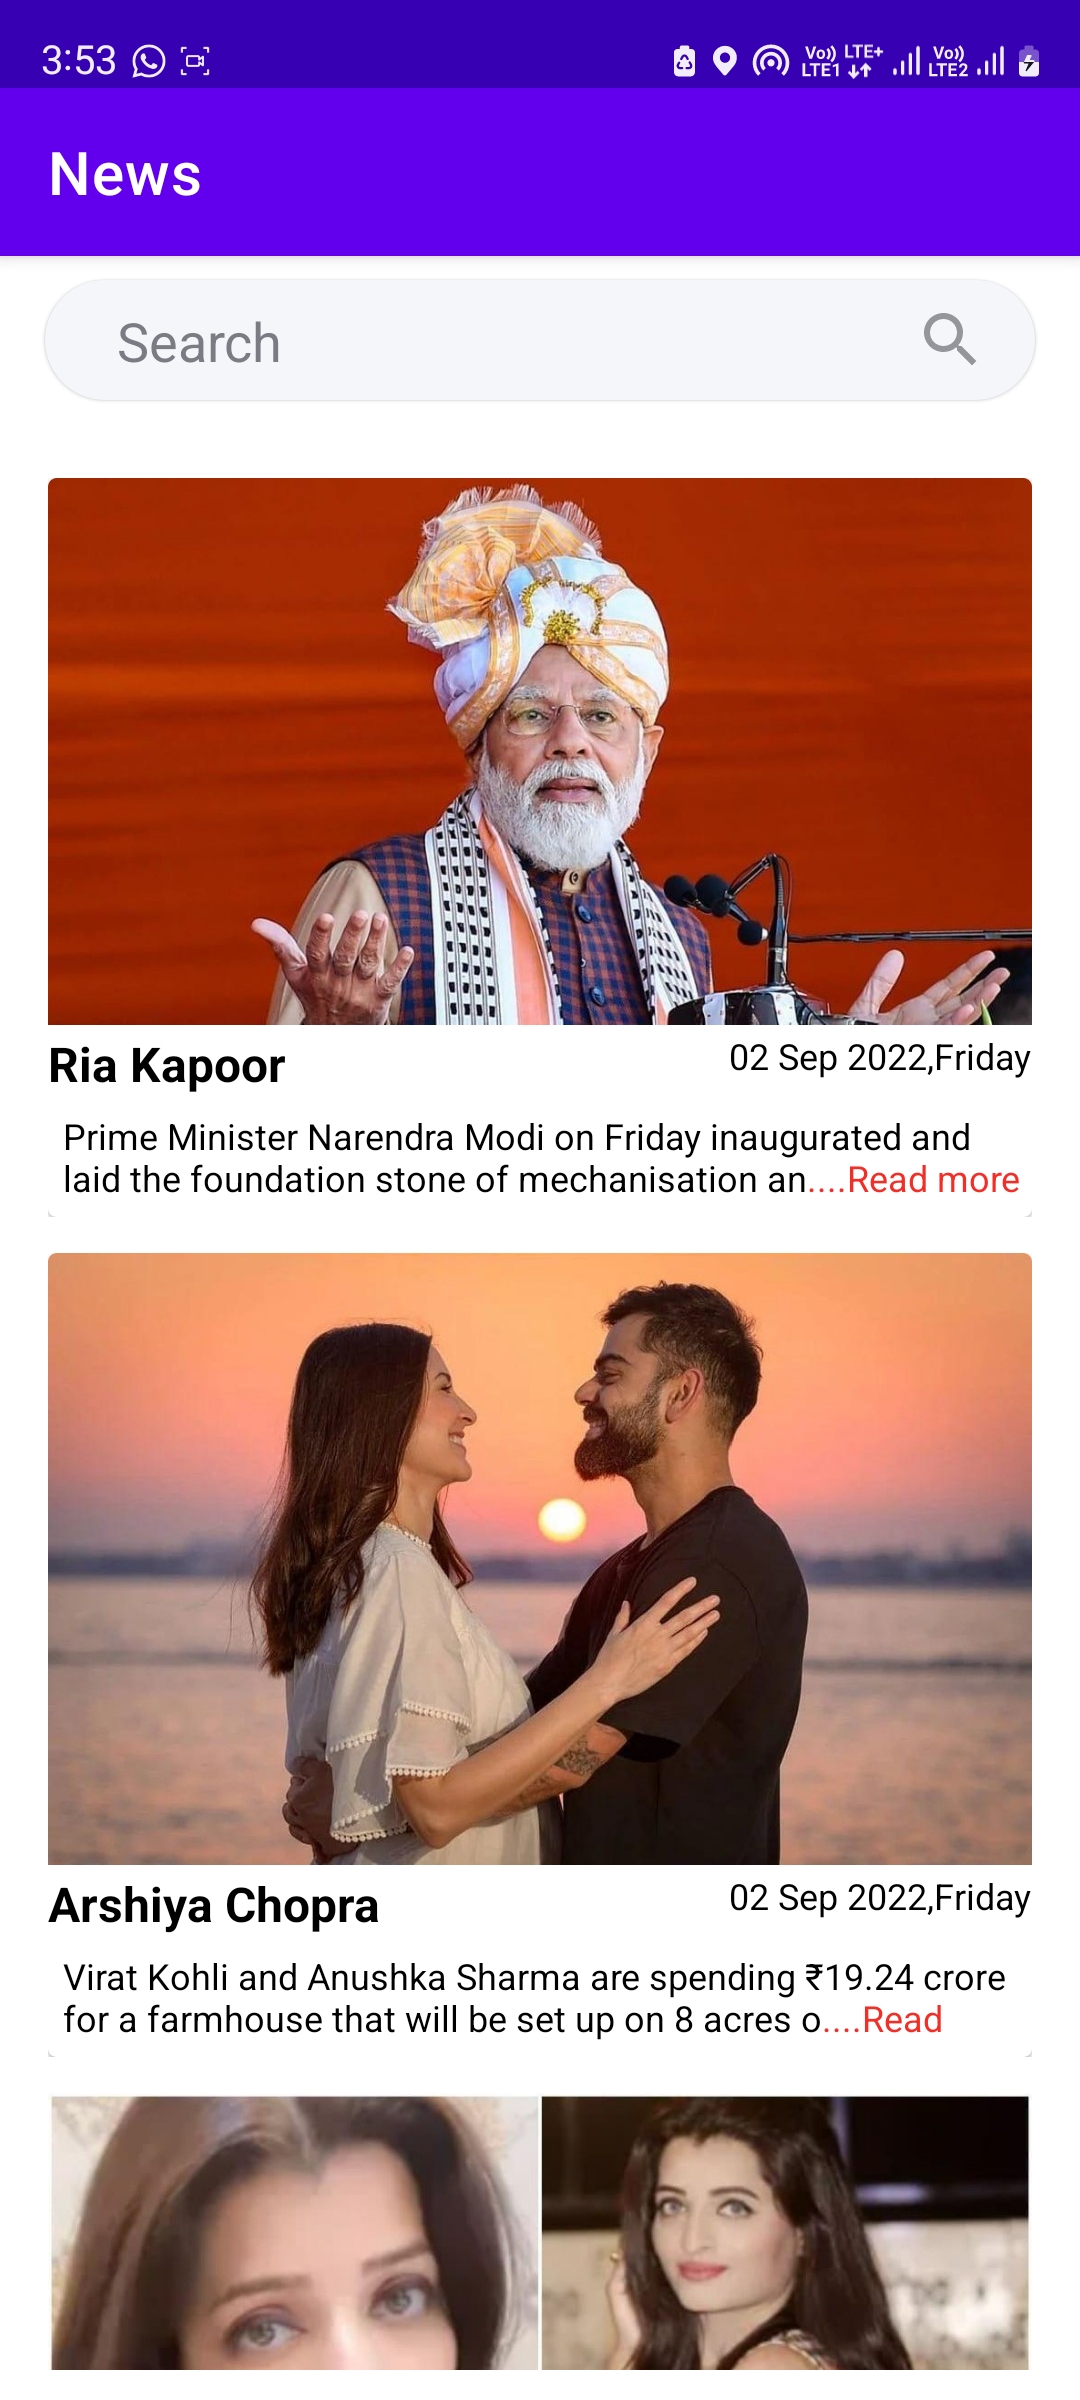 3:53
Vo)) LTE+ Vo))
LTE1 LTE2
News
Search
Ria Kapoor
02 Sep 2022,Friday
Prime Minister Narendra Modi on Friday inaugurated and
laid the foundation stone of mechanisation an....Read more
Arshiya Chopra
02 Sep 2022,Friday
Virat Kohli and Anushka Sharma are spending ₹19.24 crore
for a farmhouse that will be set up on 8 acres o....Read